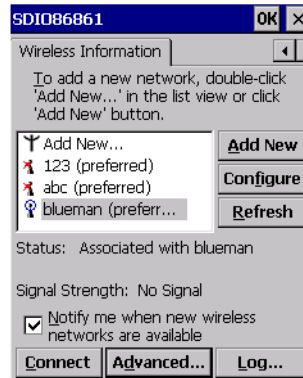 SDIO86861 OK ×
Wireless Information
To add a new network, double-click
'Add New...' in the list view or click
'Add New' button.
Add New...
123 (preferred)
abc (preferred)
blueman (preferr...
Add New
Configure
Refresh
Status: Associated with blueman
Signal Strength: No Signal
Notify me when new wireless
networks are available
Connect Advanced... Log...